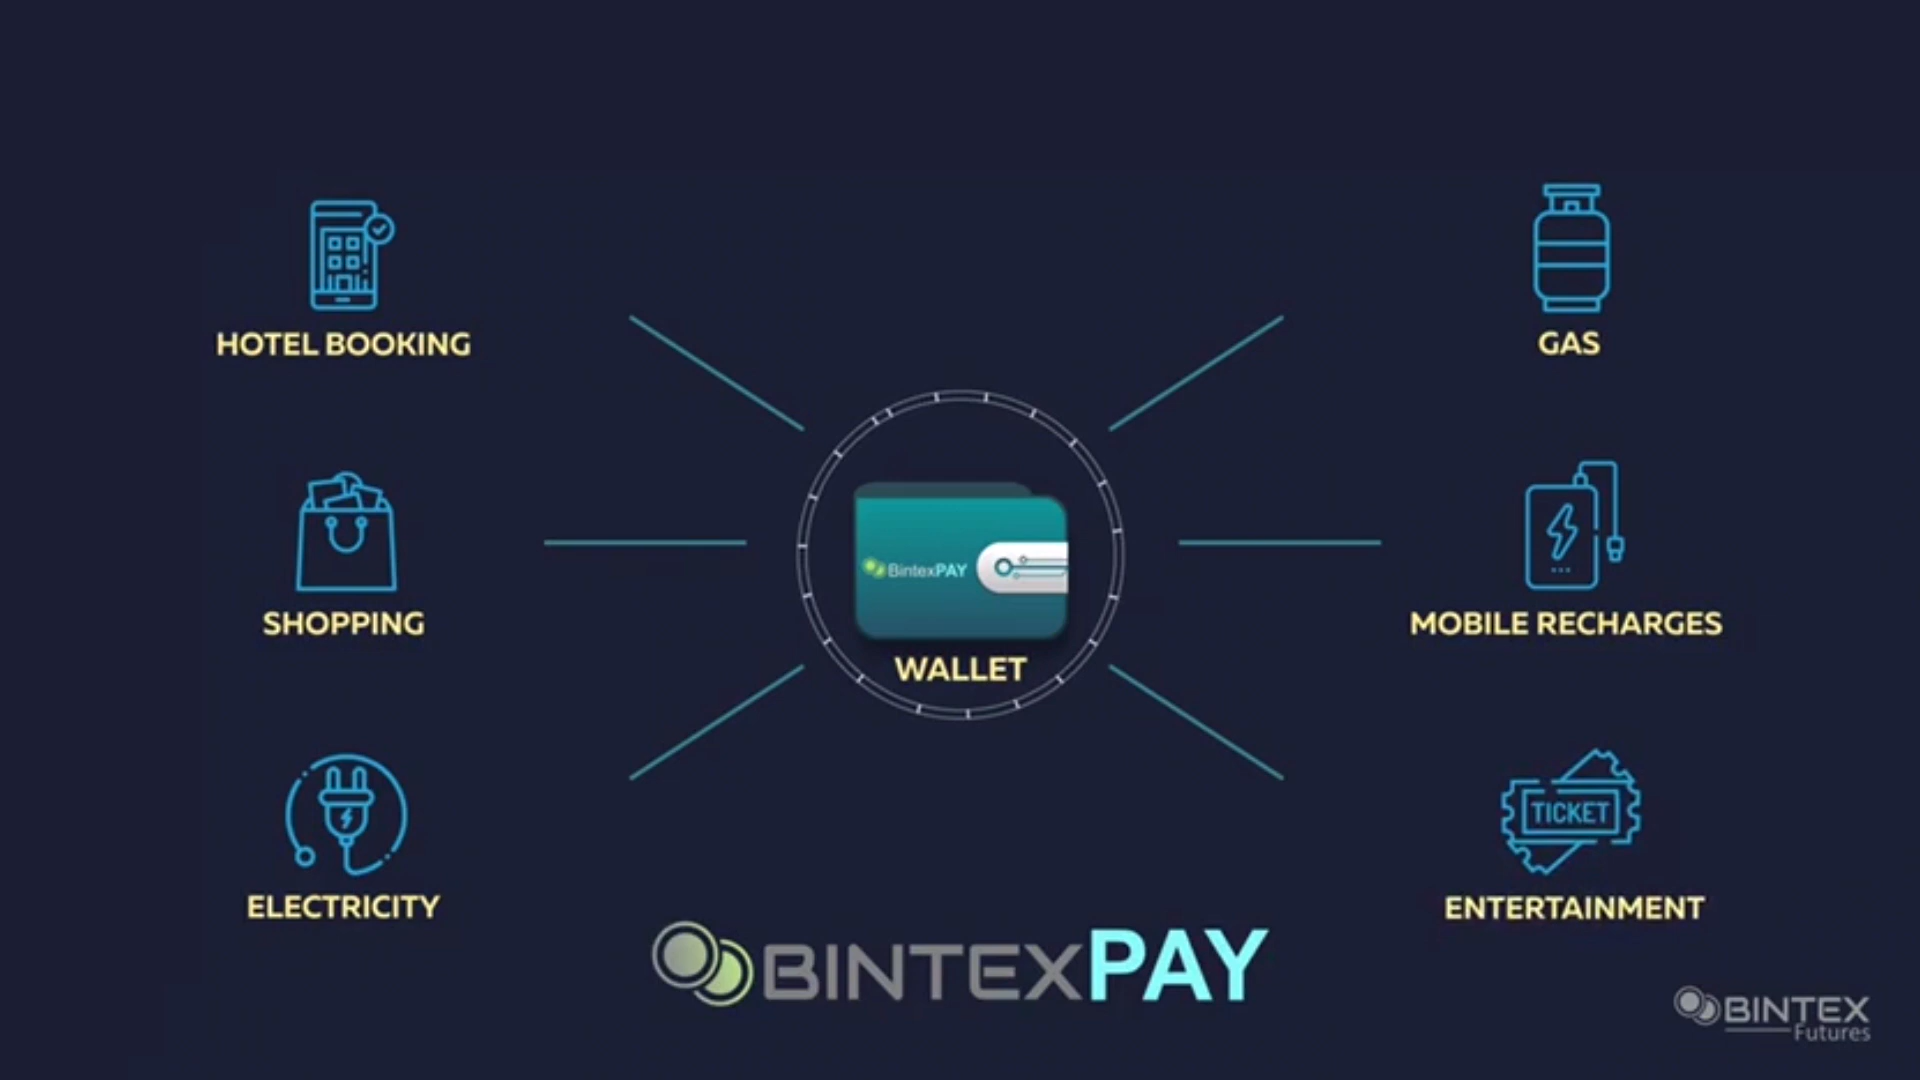 HOTEL BOOKING
GAS
SHOPPING
BintexPAY
WALLET
MOBILE RECHARGES
ELECTRICITY
TICKET
ENTERTAINMENT
BINTEXPAY
BINTEX
Futures